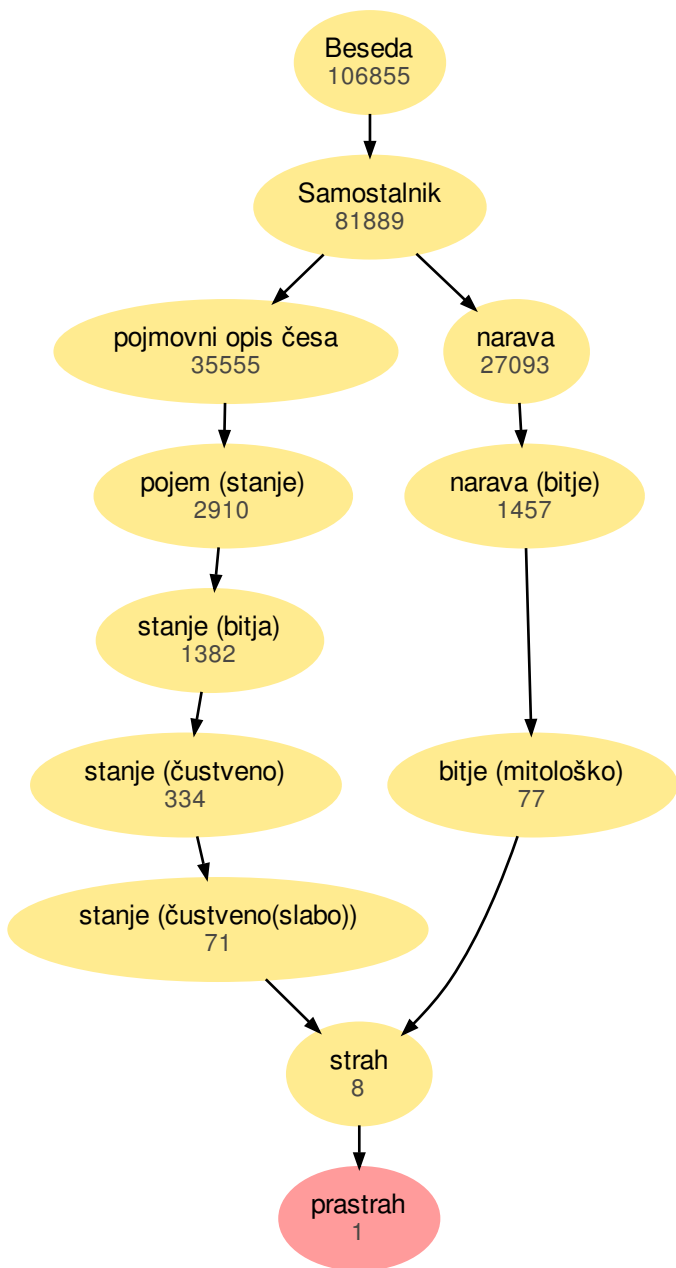 Beseda
106855
Samostalnik
81889
pojmovni opis česa
35555
narava
27093
pojem (stanje)
2910
narava (bitje)
1457
stanje (bitja)
1382
stanje (čustveno)
334
bitje (mitološko)
77
stanje (čustveno(slabo))
71
strah
8
prastrah
1